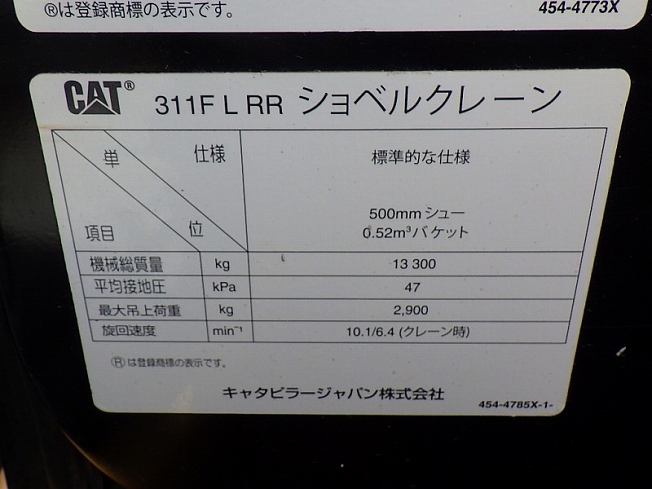 ®は登録商標の表示です。 454-4773X
CAT® 311F L RR ショベルクレーン
単 仕様 標準的な仕様
500mm シュー
項目 位 0.52m³バケット
機械総質量 kg 13 300
平均接地圧 kPa 47
最大吊上荷重 kg 2,900
旋回速度 min⁻¹ 10.1/6.4 (クレーン時)
®は登録商標の表示です。
キャタピラージャパン株式会社
454-4785X-1-